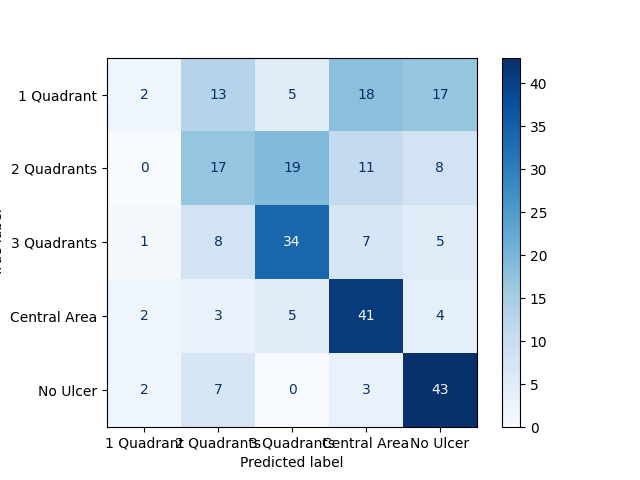 1 Quadrant 2 13 5 18 17
2 Quadrants 0 17 19 11 8
3 Quadrants 1 8 34 7 5
Central Area 2 3 5 41 4
No Ulcer 2 7 0 3 43
1 Quadrant 2 Quadrants 3 Quadrants Central Area No Ulcer
Predicted label
40
35
30
25
20
15
10
5
0